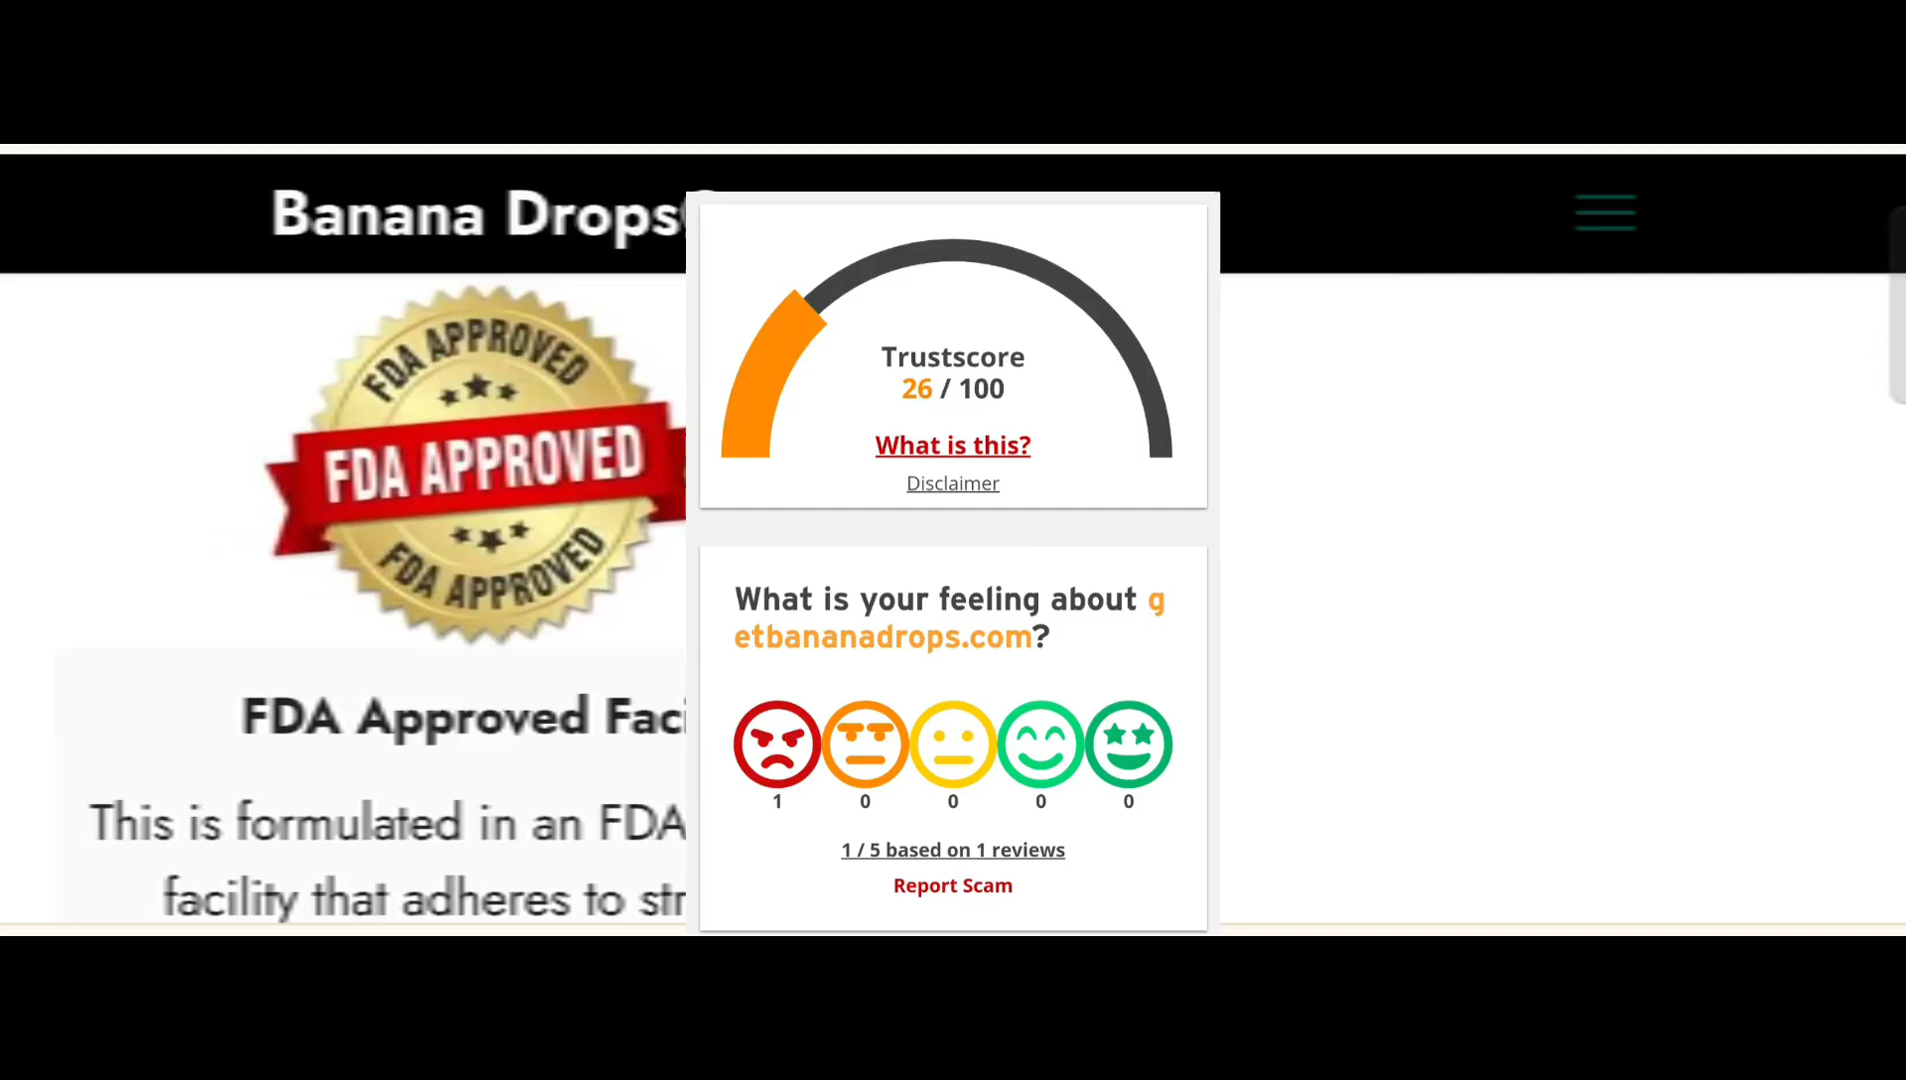 Banana Drops
FDA APPROVED
FDA APPROVED
FDA APPROVED
FDA Approved
This is formulated in an FDA
facility that adheres to
Trustscore
26 / 100
What is this?
Disclaimer
What is your feeling about g
etbananadrops.com?
1 0 0 0 0
1 / 5 based on 1 reviews
Report Scam